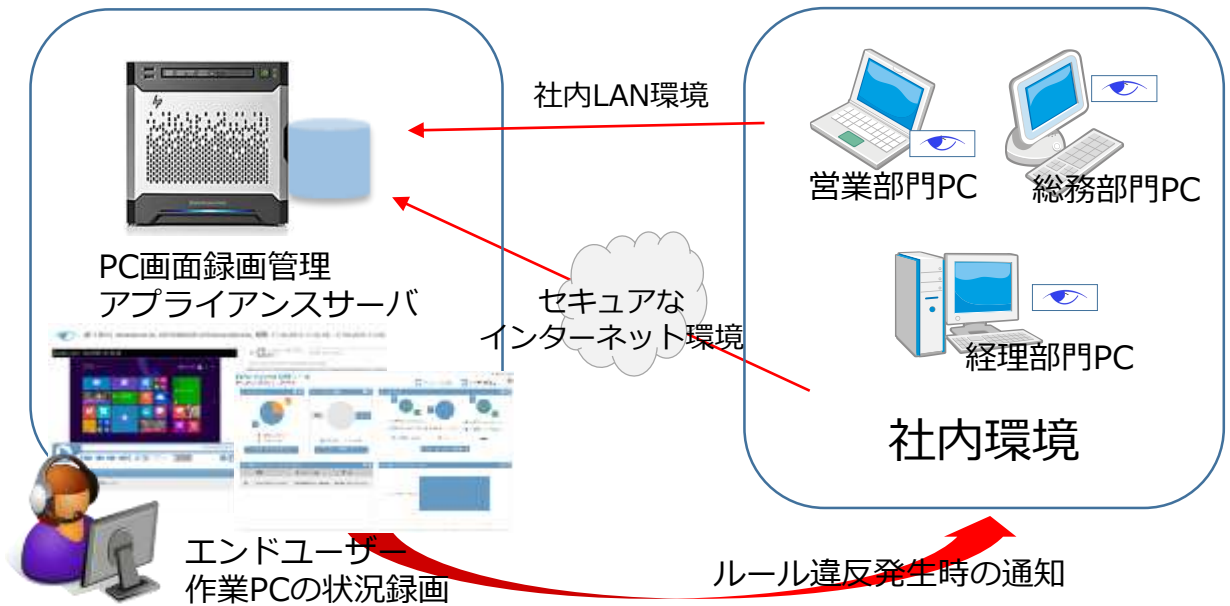 社内LAN環境
営業部門PC
総務部門PC
PC画面録画管理
アプライアンスサーバ
セキュアな
インターネット環境
経理部門PC
社内環境
エンドユーザー
作業PCの状況録画
ルール違反発生時の通知